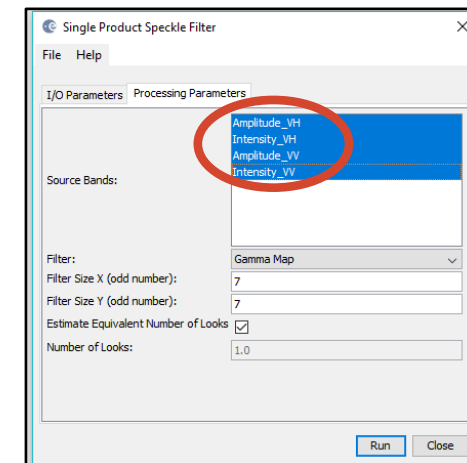 Single Product Speckle Filter
File Help
I/O Parameters Processing Parameters
Source Bands:
Amplitude_VH
Intensity_VH
Amplitude_VV
Intensity_VV
Filter: Gamma Map
Filter Size X (odd number): 7
Filter Size Y (odd number): 7
Estimate Equivalent Number of Looks
Number of Looks: 1.0
Run Close